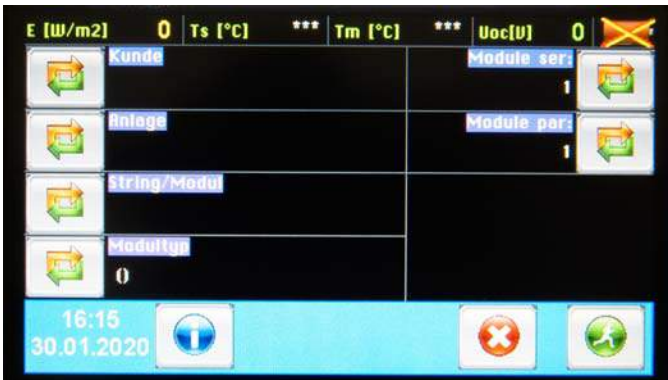 E [W/m2] 0 Ts [°C] *** Tm [°C] *** Uoc[V] 0
Kunde
Module ser:
1
Anlage
Module par:
1
String/Modul
Modultyp
()
16:15
30.01.2020